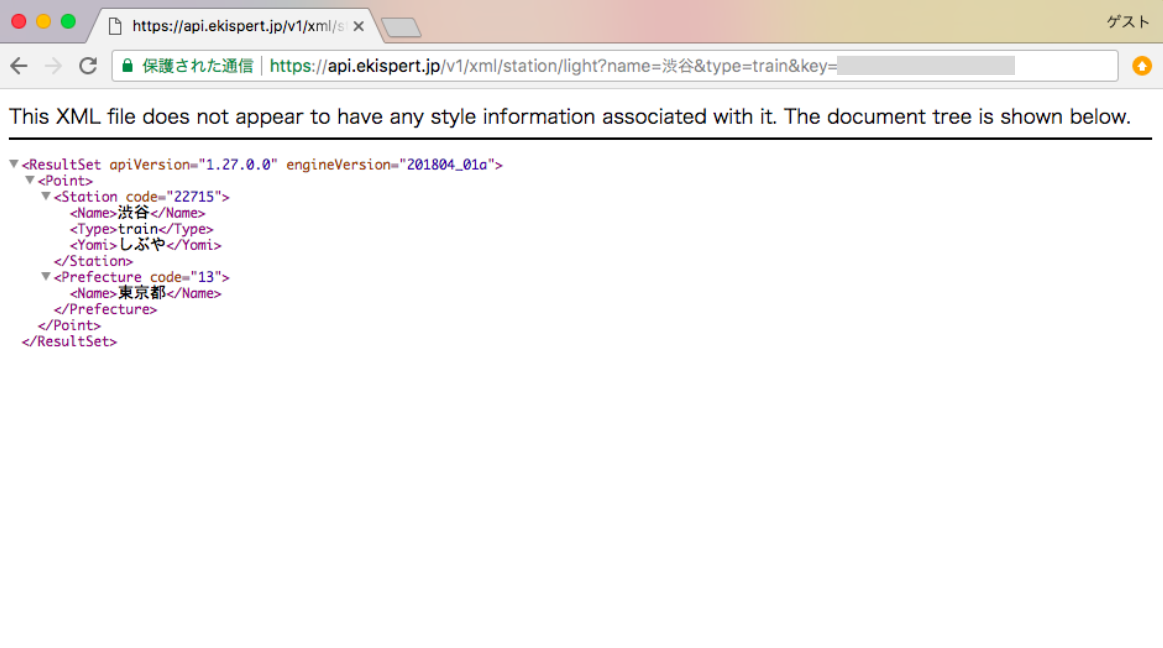 https://api.ekispert.jp/v1/xml/st
ゲスト
保護された通信 https://api.ekispert.jp/v1/xml/station/light?name=渋谷&type=train&key=
This XML file does not appear to have any style information associated with it. The document tree is shown below.
<ResultSet apiVersion="1.27.0.0" engineVersion="201804_01a">
<Point>
<Station code="22715">
<Name>渋谷</Name>
<Type>train</Type>
<Yomi>しぶや</Yomi>
</Station>
<Prefecture code="13">
<Name>東京都</Name>
</Prefecture>
</Point>
</ResultSet>